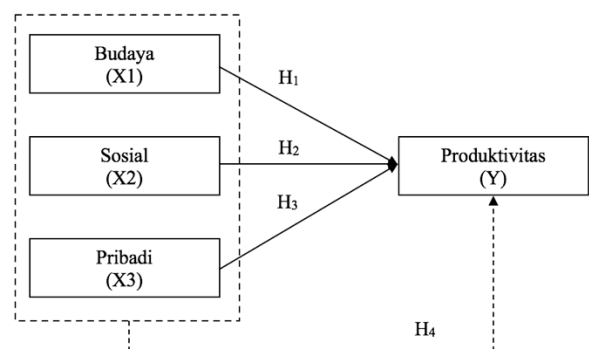 Budaya
(X1)
H₁
Sosial
(X2)
H₂
Produktivitas
(Y)
H₃
Pribadi
(X3)
H₄